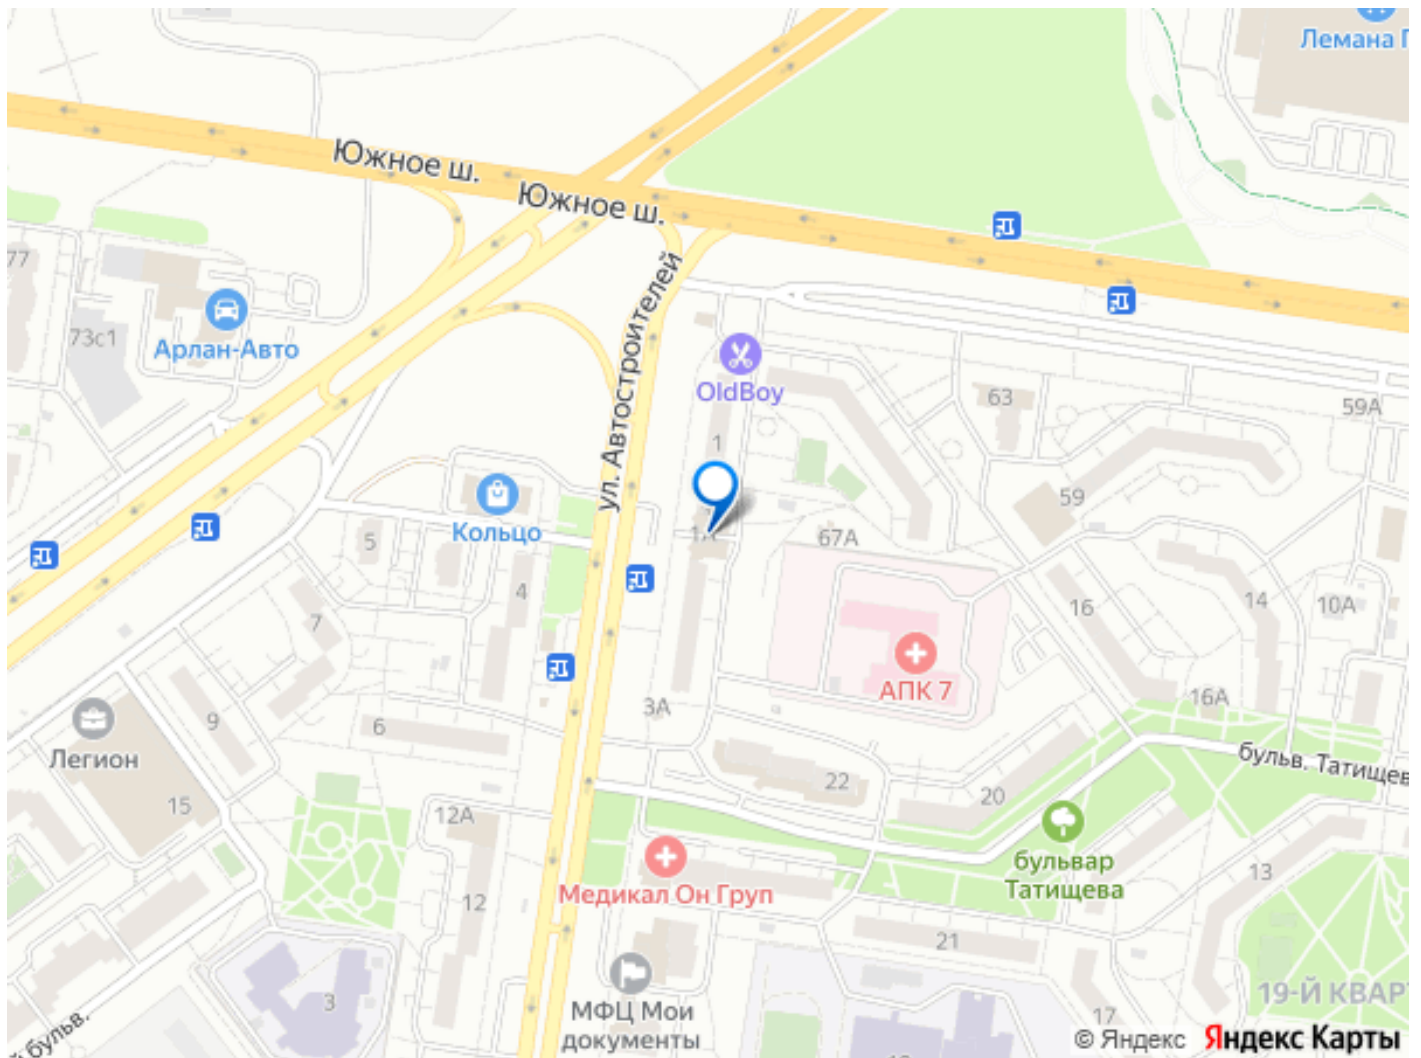 Лемана П
Южное ш.
Южное ш.
77
73с1
Арлан-Авто
ул. Автостроителей
OldBoy
63
59А
1
59
Кольцо
1А
67А
5
4
16
14
10А
7
АПК 7
16А
3А
9
6
Легион
бульв. Татищев
22
20
15
12А
бульвар
Татищева
13
Медикал Он Груп
12
21
19-Й КВАР
3
МФЦ Мои
документы
17
й бульв.
© Яндекс Яндекс Карты